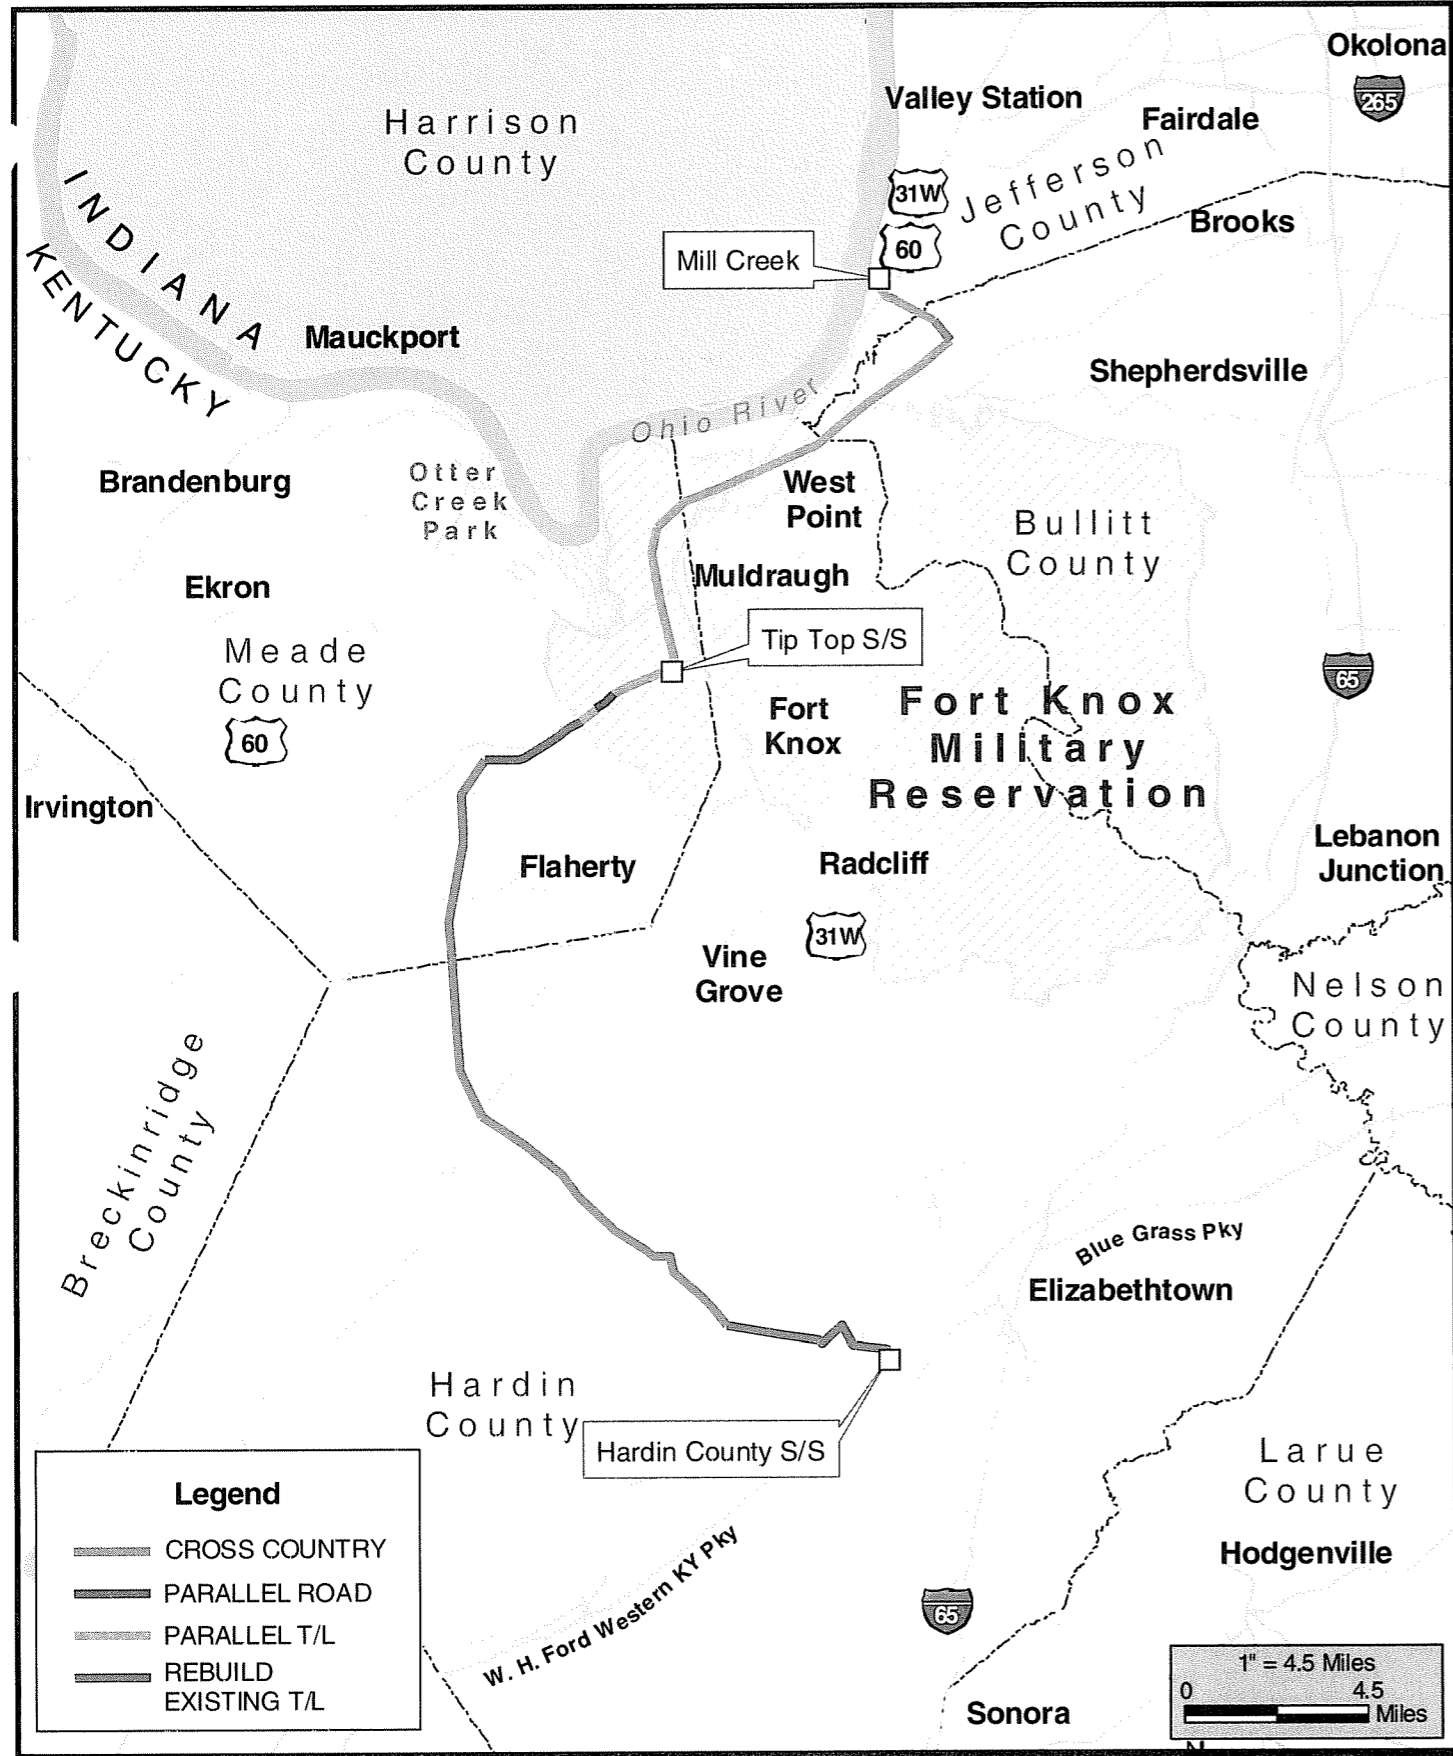 Okolona
265
Valley Station
Fairdale
Harrison
County
Jefferson
County
31W
Brooks
60
Mill Creek
INDIANA
KENTUCKY
Mauckport
Shepherdsville
Ohio River
Brandenburg
Otter
Creek
Park
West
Point
Bullitt
County
Ekron
Muldraugh
Tip Top S/S
Meade
County
60
65
Fort
Knox
Fort Knox
Military
Reservation
Irvington
Flaherty
Radcliff
Lebanon
Junction
31W
Vine
Grove
Nelson
County
Breckinridge
County
Blue Grass Pky
Elizabethtown
Hardin
County
Hardin County S/S
Larue
County
Hodgenville
Legend
CROSS COUNTRY
PARALLEL ROAD
PARALLEL T/L
REBUILD
EXISTING T/L
W. H. Ford Western KY Pky
65
Sonora
1" = 4.5 Miles
0 4.5
Miles